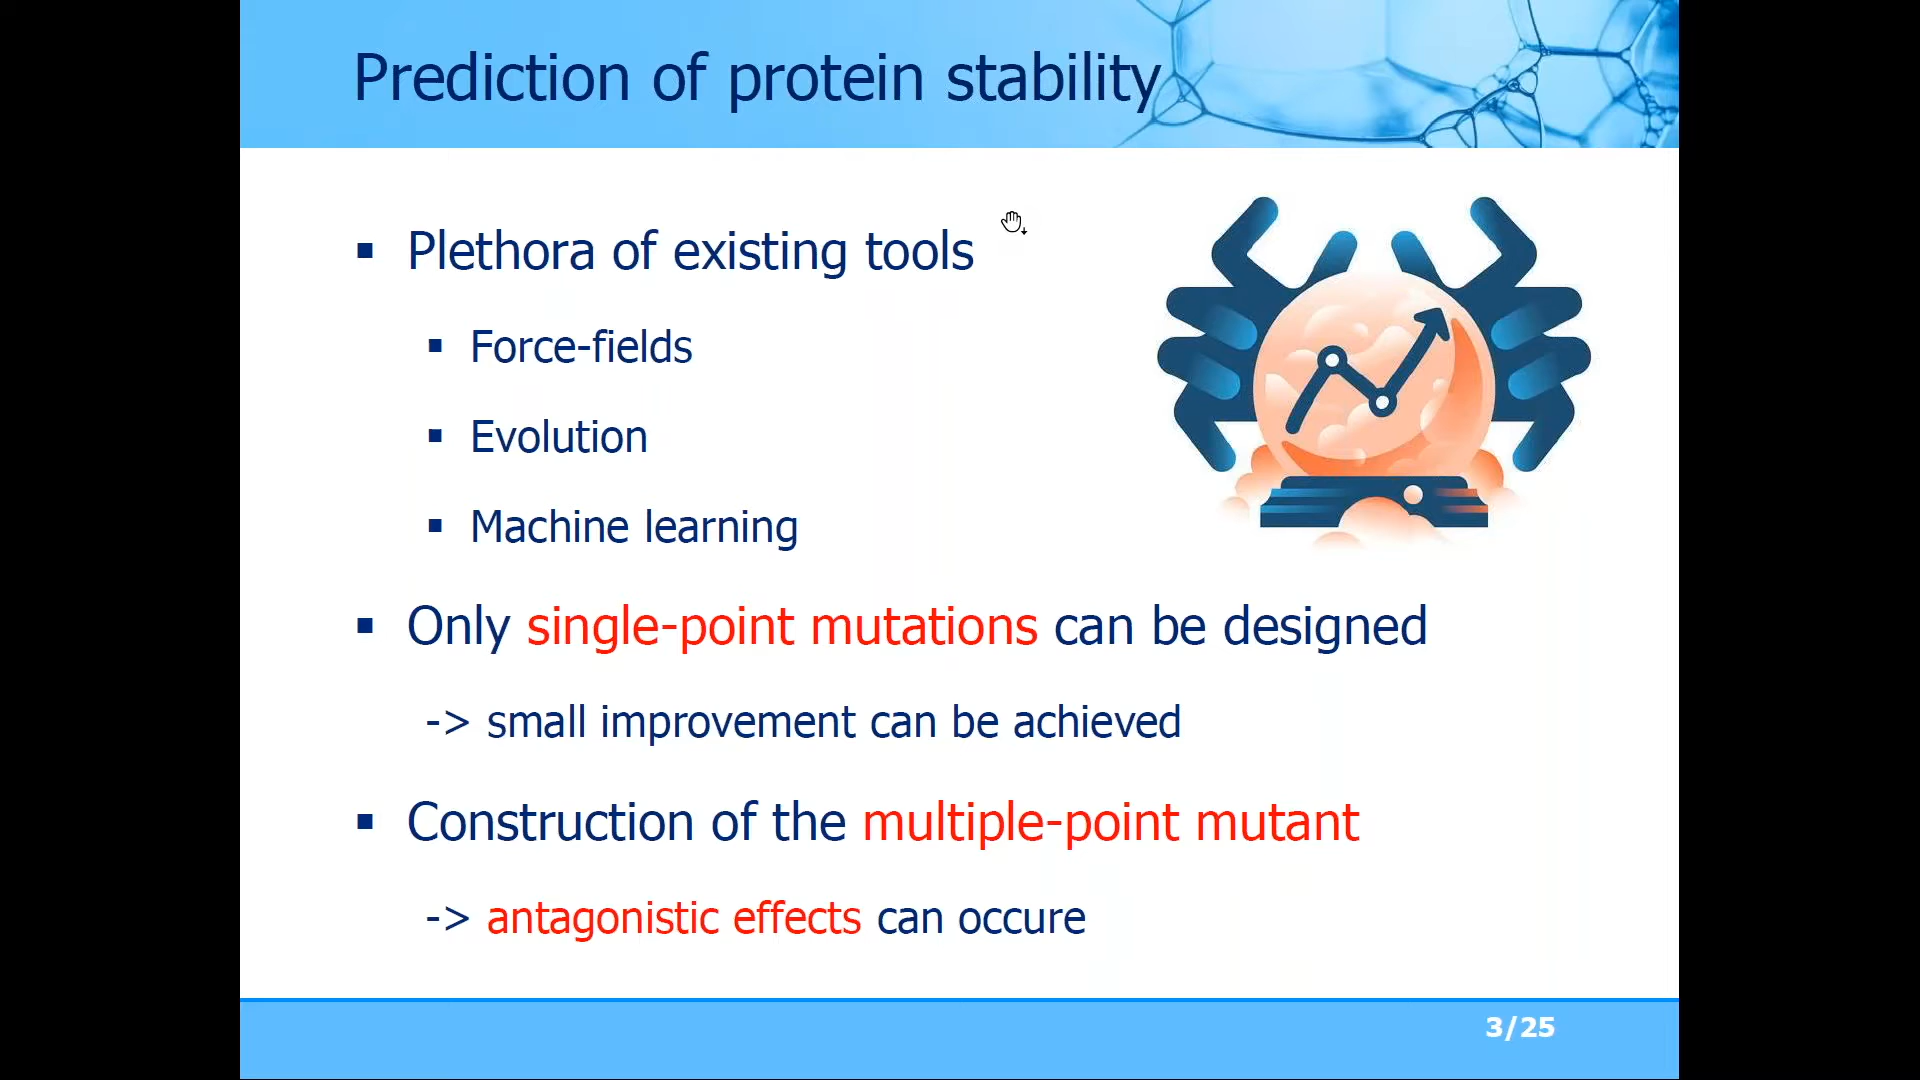 Prediction of protein stability
▪ Plethora of existing tools
▪ Force-fields
▪ Evolution
▪ Machine learning
▪ Only single-point mutations can be designed
-> small improvement can be achieved
▪ Construction of the multiple-point mutant
-> antagonistic effects can occure
3/25